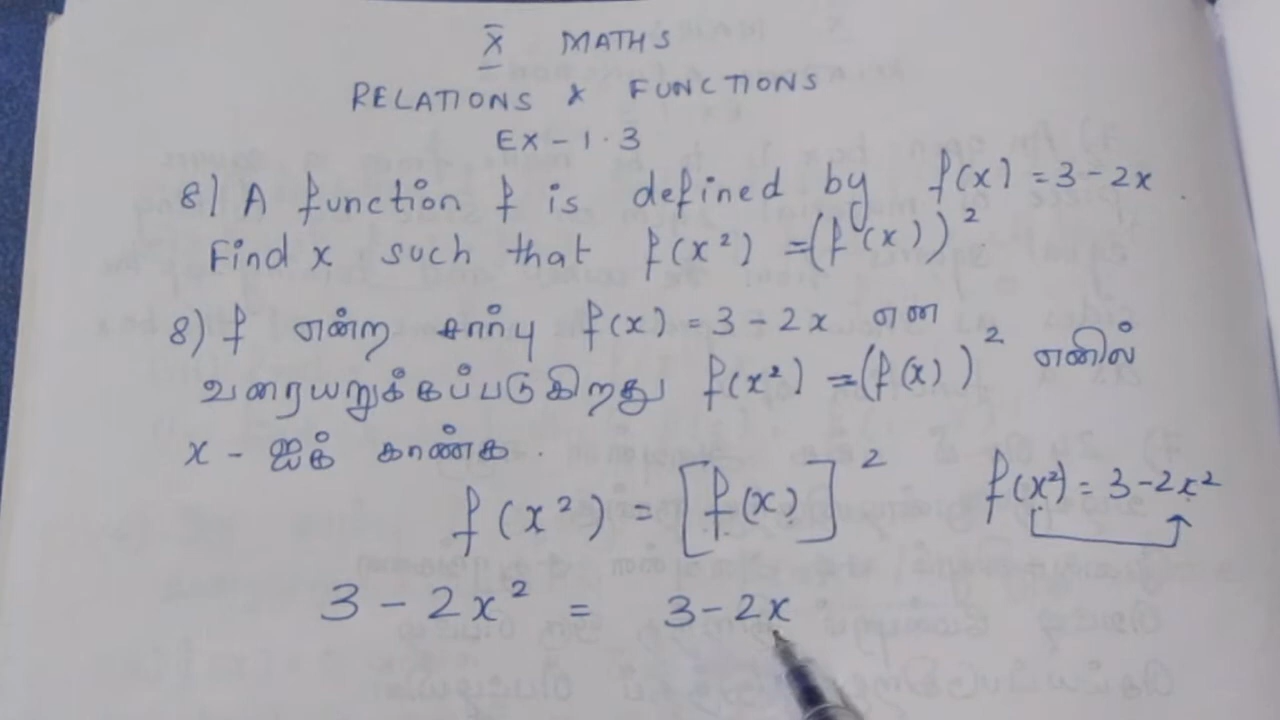 X MATHS
RELATIONS & FUNCTIONS
EX - 1.3
8) A function f is defined by f(x) = 3 - 2x.
Find x such that f(x²) = (f(x))²
8) f என்ற சார்பு f(x) = 3 - 2x என
வரையறுக்கப்படுகிறது f(x²) = (f(x))² எனில்
x - ஐக் காண்க.
f(x²) = [f(x)]² f(x²) = 3 - 2x²
3 - 2x² = 3 - 2x